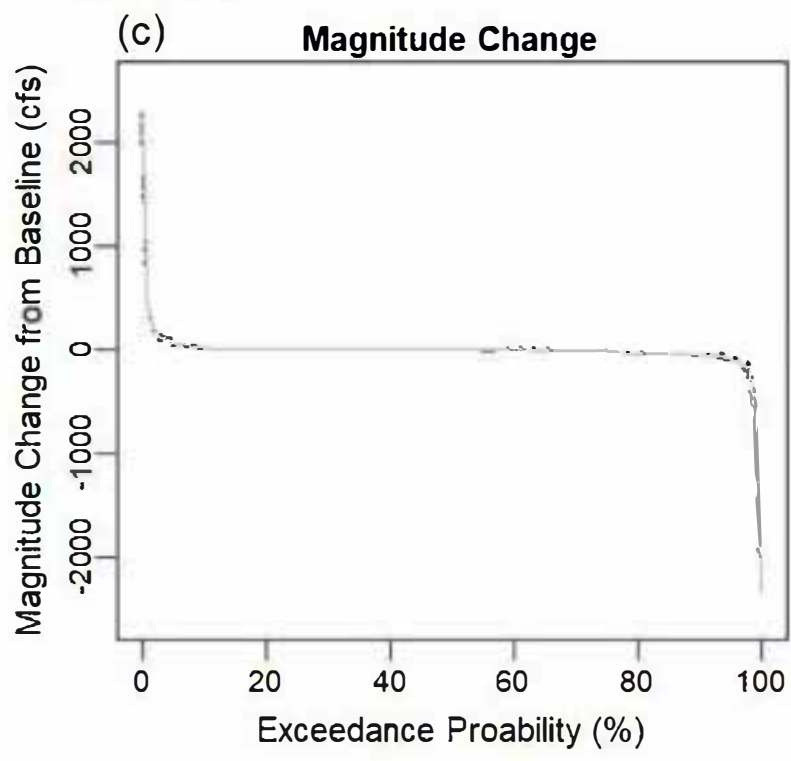 (c)
Magnitude Change
Magnitude Change from Baseline (cfs)
2000
1000
0
-1000
-2000
0 20 40 60 80 100
Exceedance Proability (%)